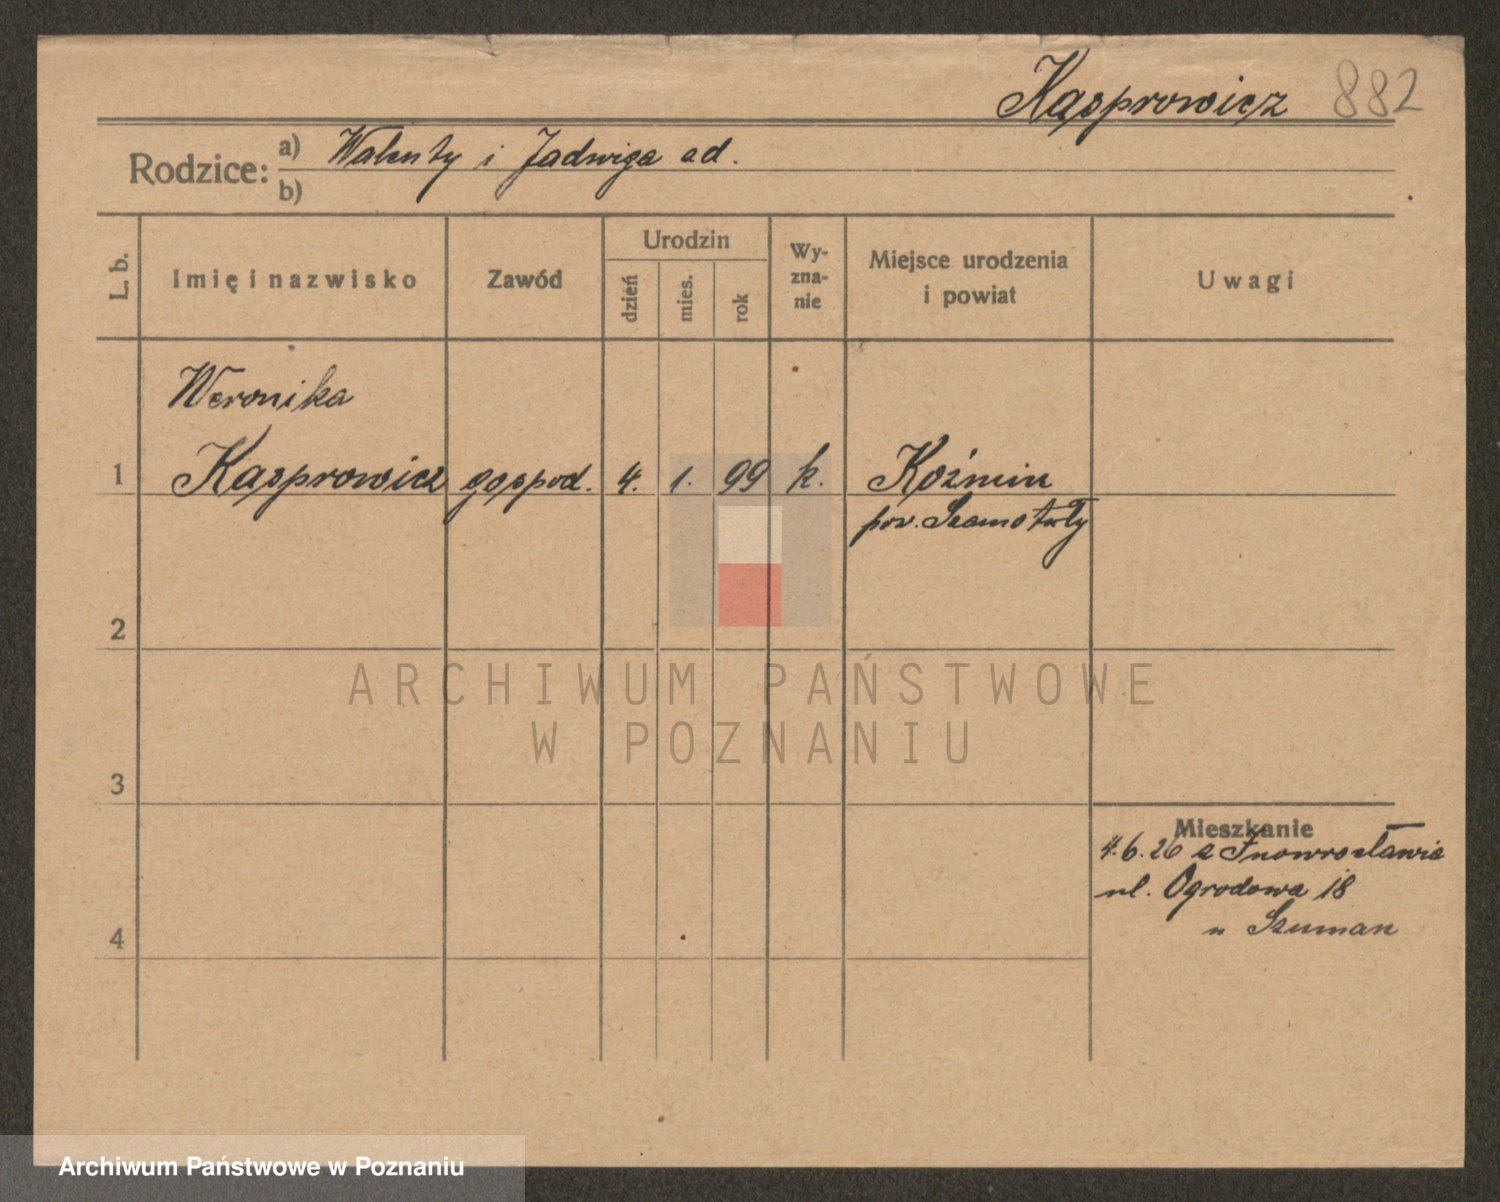 Kasprowicz 882
Rodzice: a) Walenty i Jadwiga ad.
b)
L. b.
Imię i nazwisko
Zawód
Urodzin
dzień
mies.
rok
Wy-
zna-
nie
Miejsce urodzenia
i powiat
Uwagi
Weronika
1 Kasprowicz gospod. 4. 1. 99 k. Koźmin
pow. Szamotuły
2
3
4
Mieszkanie
4.6.26 z Inowrocławia
ul. Ogrodowa 18
u Szuman
ARCHIWUM PAŃSTWOWE
W POZNANIU
Archiwum Państwowe w Poznaniu